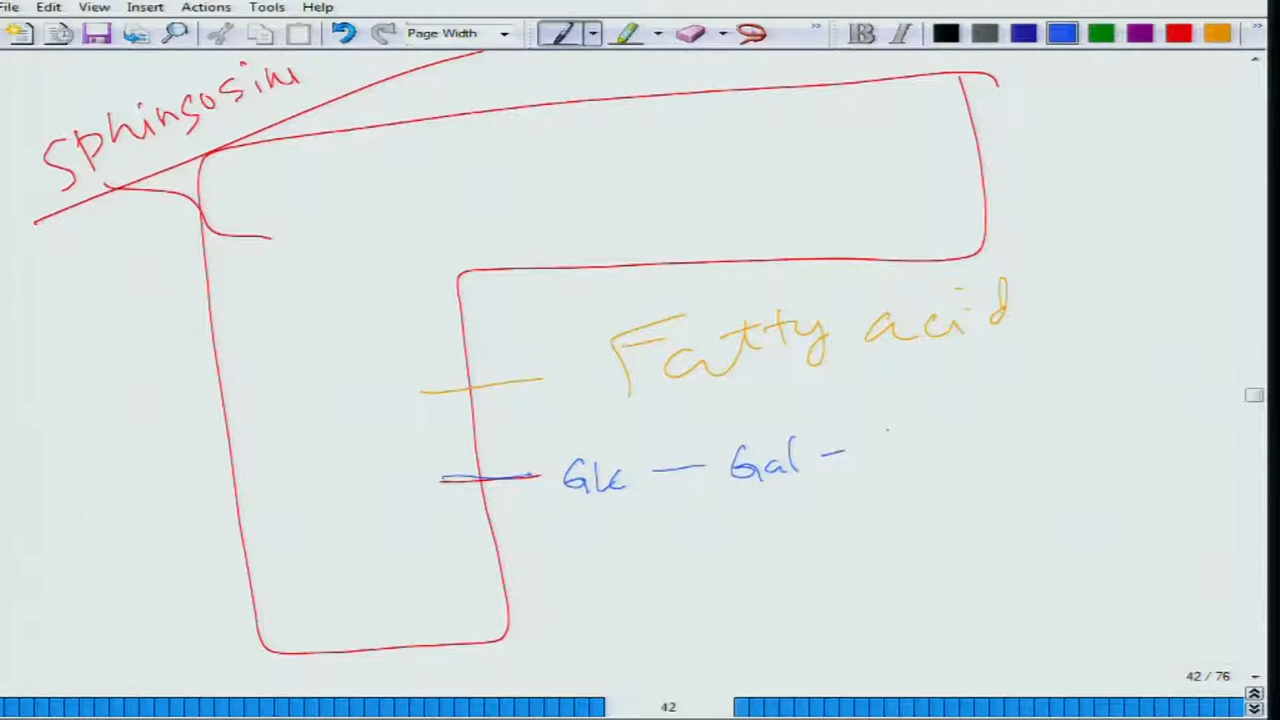 File Edit View Insert Actions Tools Help
Page Width
B I
Sphingosine
Fatty acid
Glc — Gal -
42 / 76
42